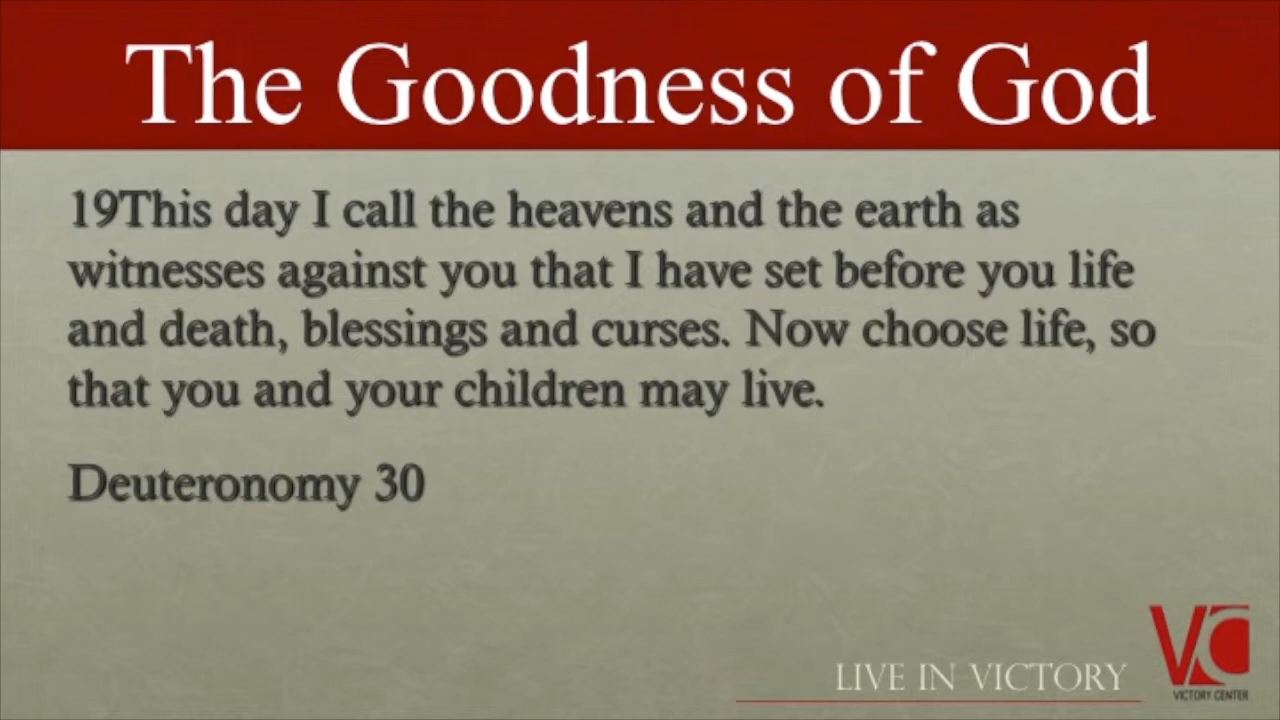 The Goodness of God
19This day I call the heavens and the earth as
witnesses against you that I have set before you life
and death, blessings and curses. Now choose life, so
that you and your children may live.
Deuteronomy 30
LIVE IN VICTORY
VC
VICTORY CENTER